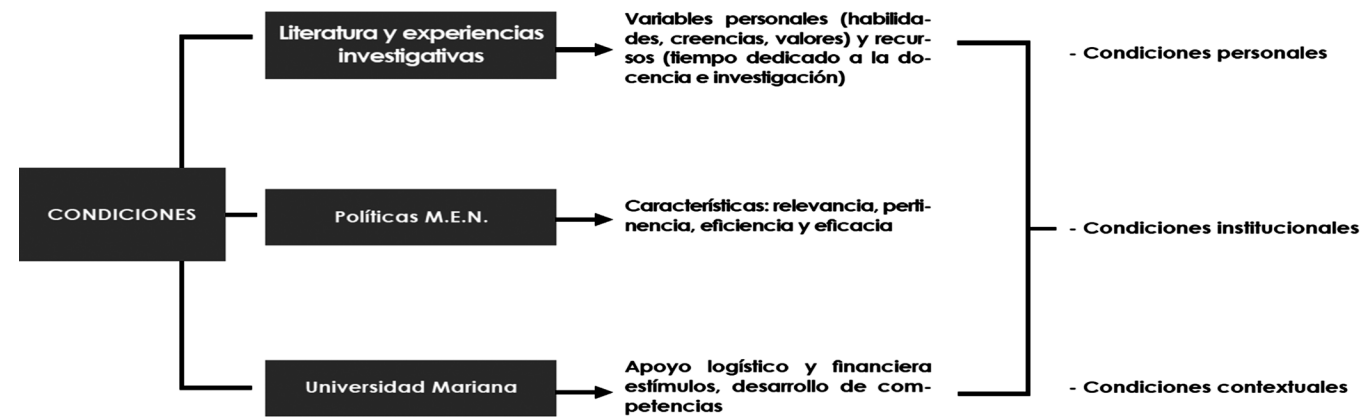 CONDICIONES
Literatura y experiencias
investigativas
Variables personales (habilida-
des, creencias, valores) y recur-
sos (tiempo dedicado a la do-
cencia e investigación)
- Condiciones personales
Políticas M.E.N.
Características: relevancia, perti-
nencia, eficiencia y eficacia
- Condiciones institucionales
Universidad Mariana
Apoyo logístico y financiera
estímulos, desarrollo de com-
petencias
- Condiciones contextuales